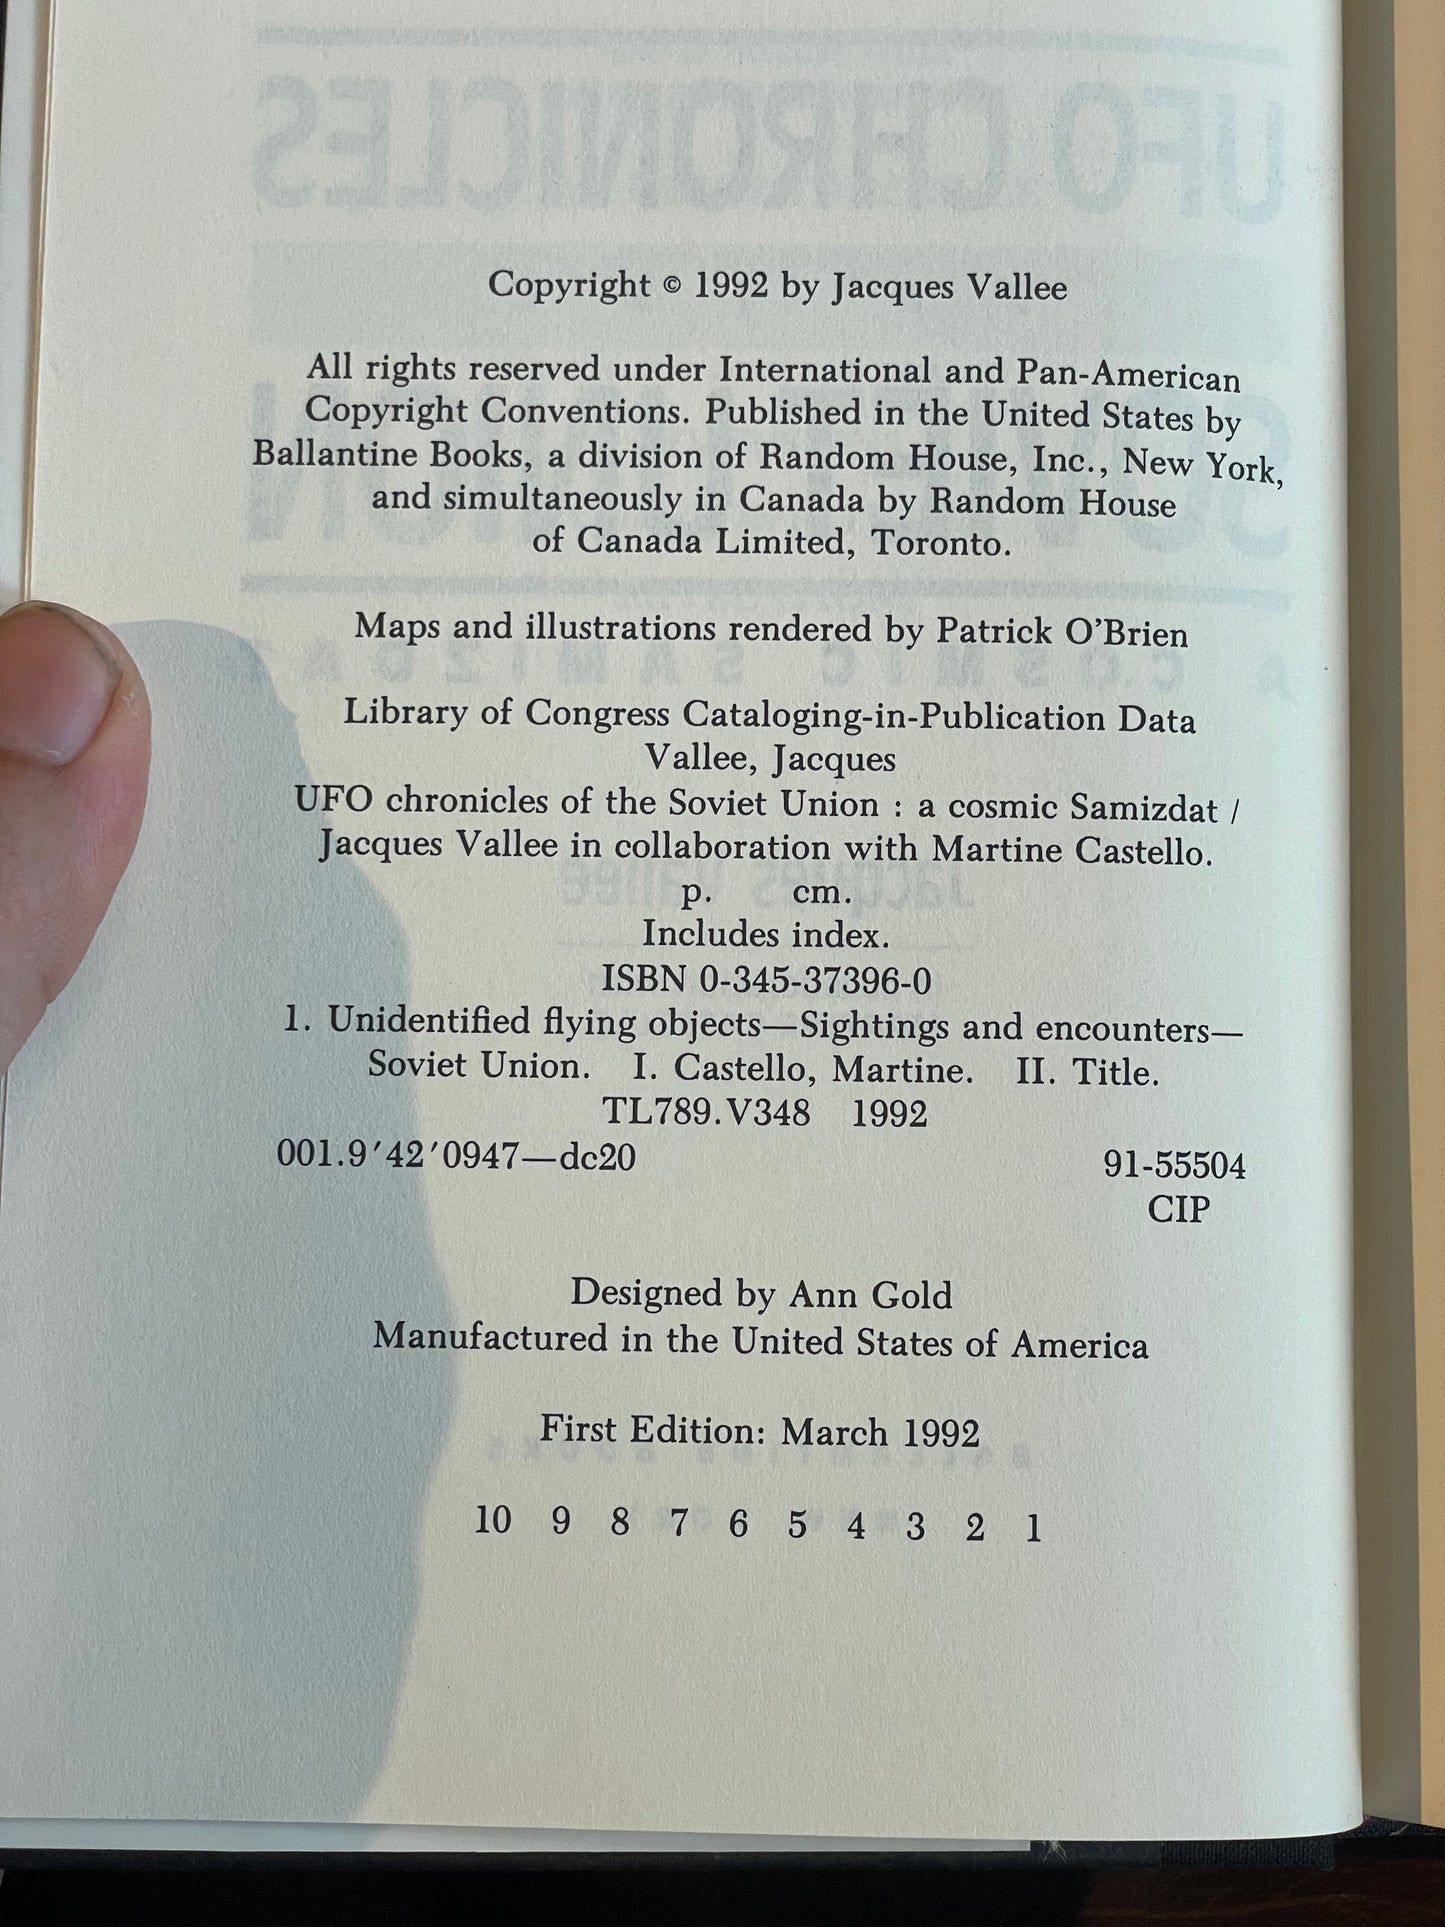 Copyright © 1992 by Jacques Vallee
All rights reserved under International and Pan-American
Copyright Conventions. Published in the United States by
Ballantine Books, a division of Random House, Inc., New York,
and simultaneously in Canada by Random House
of Canada Limited, Toronto.
Maps and illustrations rendered by Patrick O'Brien
Library of Congress Cataloging-in-Publication Data
Vallee, Jacques
UFO chronicles of the Soviet Union : a cosmic Samizdat /
Jacques Vallee in collaboration with Martine Castello.
p. cm.
Includes index.
ISBN 0-345-37396-0
1. Unidentified flying objects—Sightings and encounters—
Soviet Union. I. Castello, Martine. II. Title.
TL789.V348 1992
001.9′42′0947—dc20 91-55504
CIP
Designed by Ann Gold
Manufactured in the United States of America
First Edition: March 1992
10 9 8 7 6 5 4 3 2 1